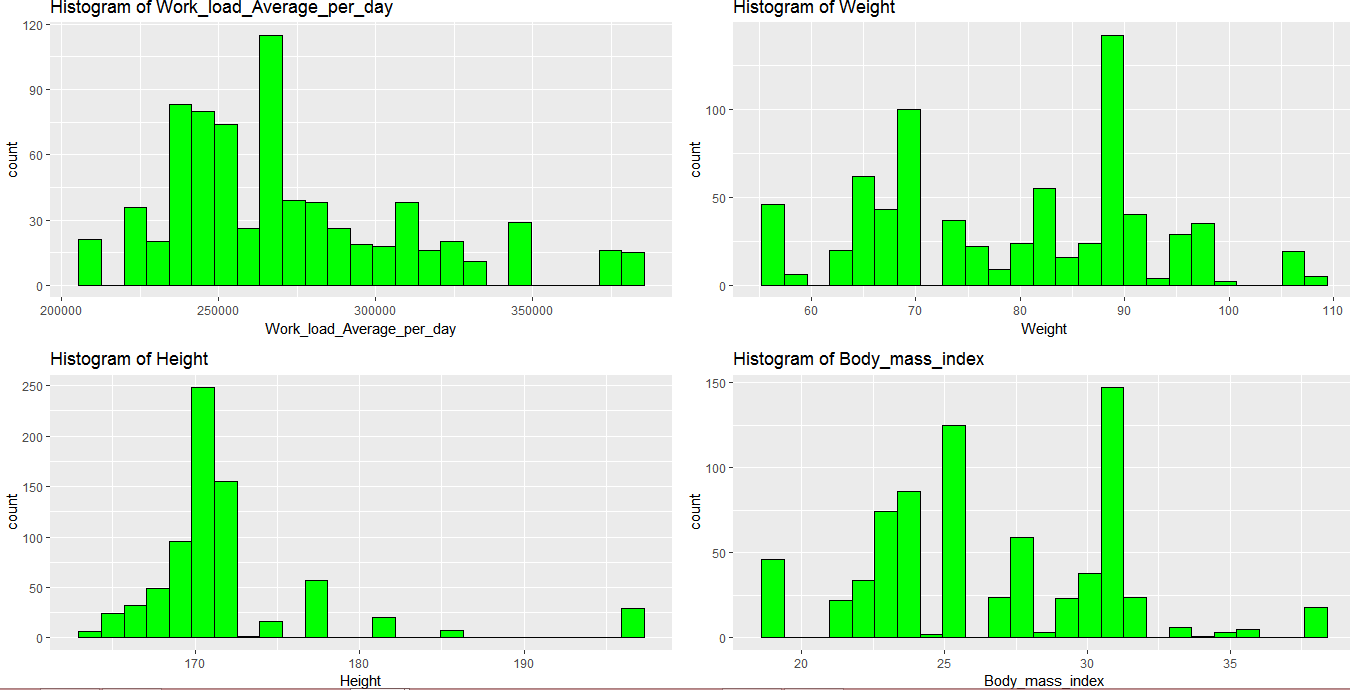 Histogram of Work_load_Average_per_day
120
90
60
30
0
count
200000 250000 300000 350000
Work_load_Average_per_day
Histogram of Weight
100
50
0
count
60 70 80 90 100 110
Weight
Histogram of Height
250
200
150
100
50
0
count
170 180 190
Height
Histogram of Body_mass_index
150
100
50
0
count
20 25 30 35
Body_mass_index